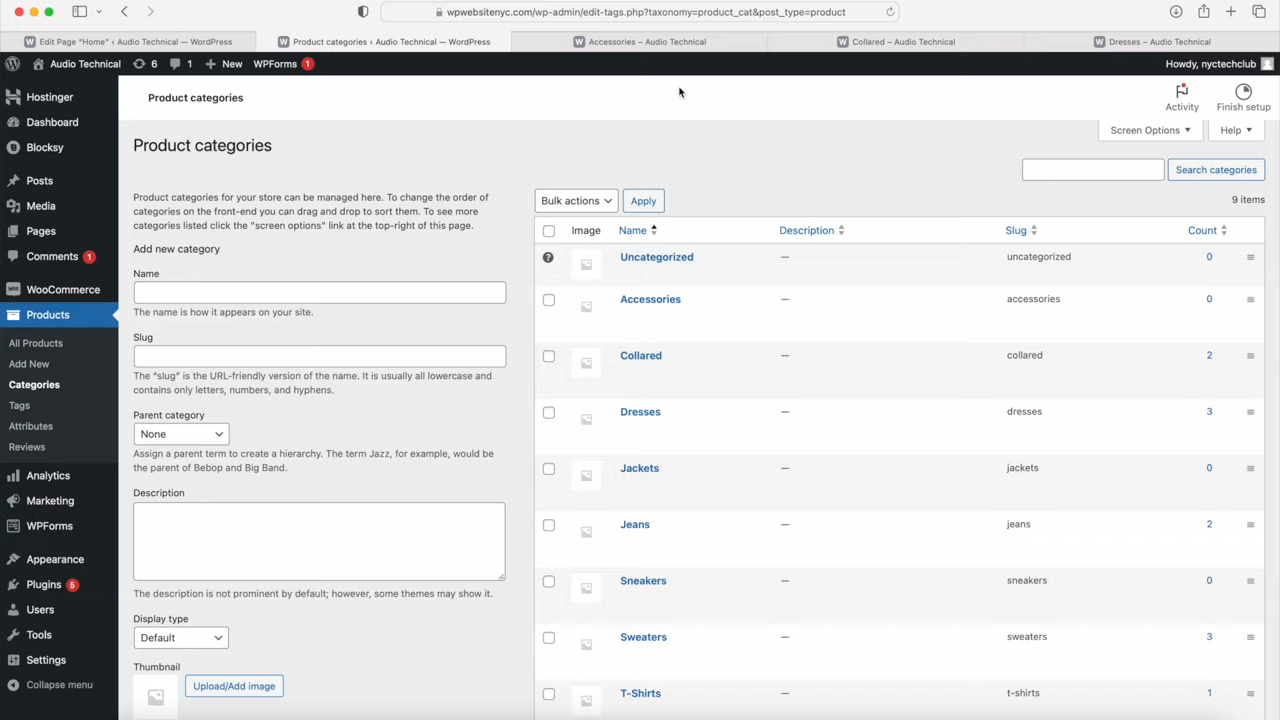 wpwebsitenyc.com/wp-admin/edit-tags.php?taxonomy=product_cat&post_type=product
Edit Page "Home" ‹ Audio Technical — WordPress
Product categories ‹ Audio Technical — WordPress
Accessories – Audio Technical
Collared – Audio Technical
Dresses – Audio Technical
Audio Technical
6
1
New
WPForms
1
Howdy, nyctechclub
Hostinger
Dashboard
Blocksy
Posts
Media
Pages
Comments
1
WooCommerce
Products
All Products
Add New
Categories
Tags
Attributes
Reviews
Analytics
Marketing
WPForms
Appearance
Plugins
5
Users
Tools
Settings
Collapse menu
Product categories
Activity
Finish setup
Screen Options
Help
Product categories
Search categories
Product categories for your store can be managed here. To change the order of
categories on the front-end you can drag and drop to sort them. To see more
categories listed click the "screen options" link at the top-right of this page.
Add new category
Name
The name is how it appears on your site.
Slug
The “slug” is the URL-friendly version of the name. It is usually all lowercase and
contains only letters, numbers, and hyphens.
Parent category
None
Assign a parent term to create a hierarchy. The term Jazz, for example, would be
the parent of Bebop and Big Band.
Description
The description is not prominent by default; however, some themes may show it.
Display type
Default
Thumbnail
Upload/Add image
Bulk actions
Apply
9 items
Image Name Description Slug Count
Uncategorized — uncategorized 0
Accessories — accessories 0
Collared — collared 2
Dresses — dresses 3
Jackets — jackets 0
Jeans — jeans 2
Sneakers — sneakers 0
Sweaters — sweaters 3
T-Shirts — t-shirts 1